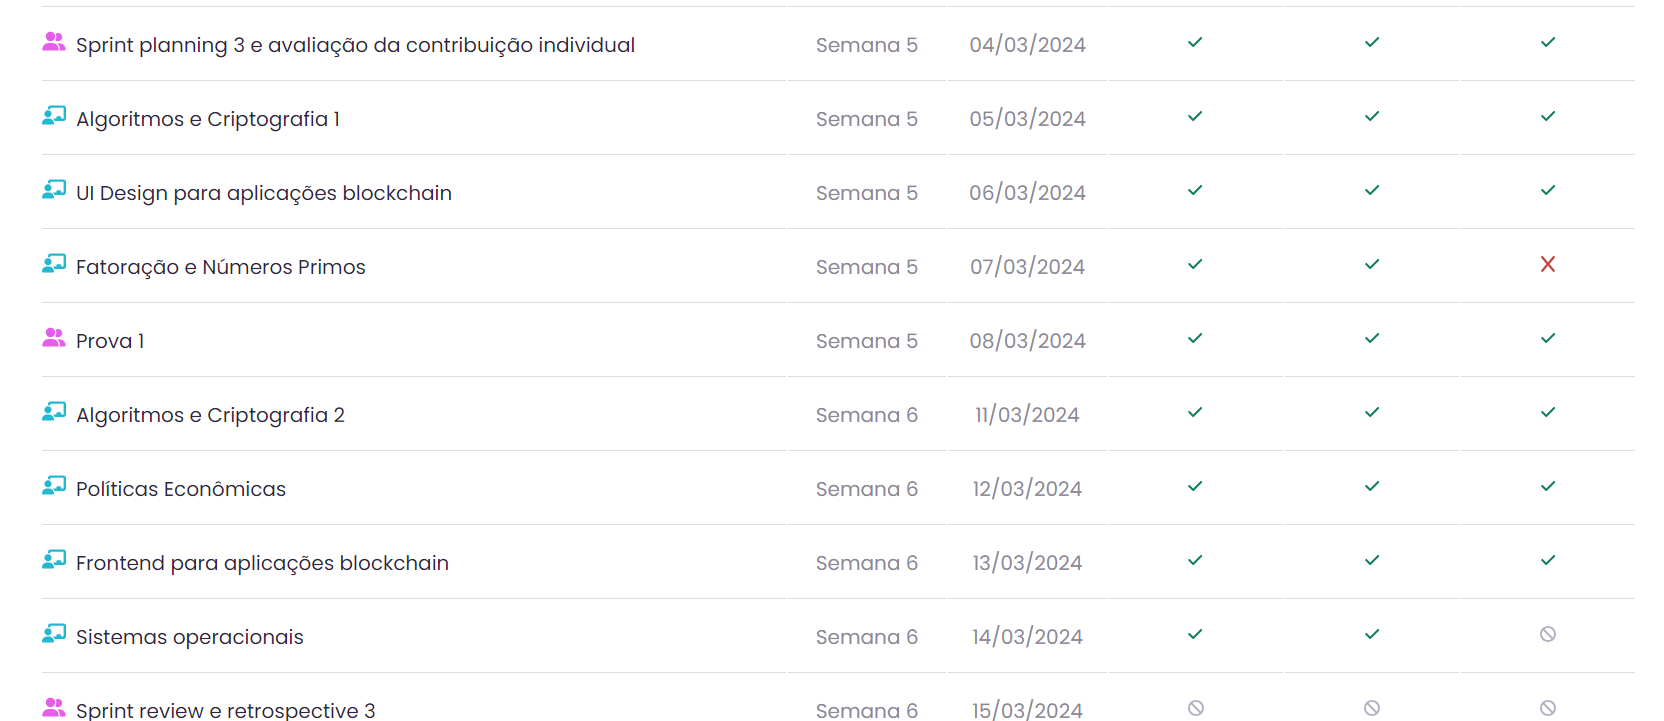 Sprint planning 3 e avaliação da contribuição individual Semana 5 04/03/2024
Algoritmos e Criptografia 1 Semana 5 05/03/2024
UI Design para aplicações blockchain Semana 5 06/03/2024
Fatoração e Números Primos Semana 5 07/03/2024
Prova 1 Semana 5 08/03/2024
Algoritmos e Criptografia 2 Semana 6 11/03/2024
Políticas Econômicas Semana 6 12/03/2024
Frontend para aplicações blockchain Semana 6 13/03/2024
Sistemas operacionais Semana 6 14/03/2024
Sprint review e retrospective 3 Semana 6 15/03/2024